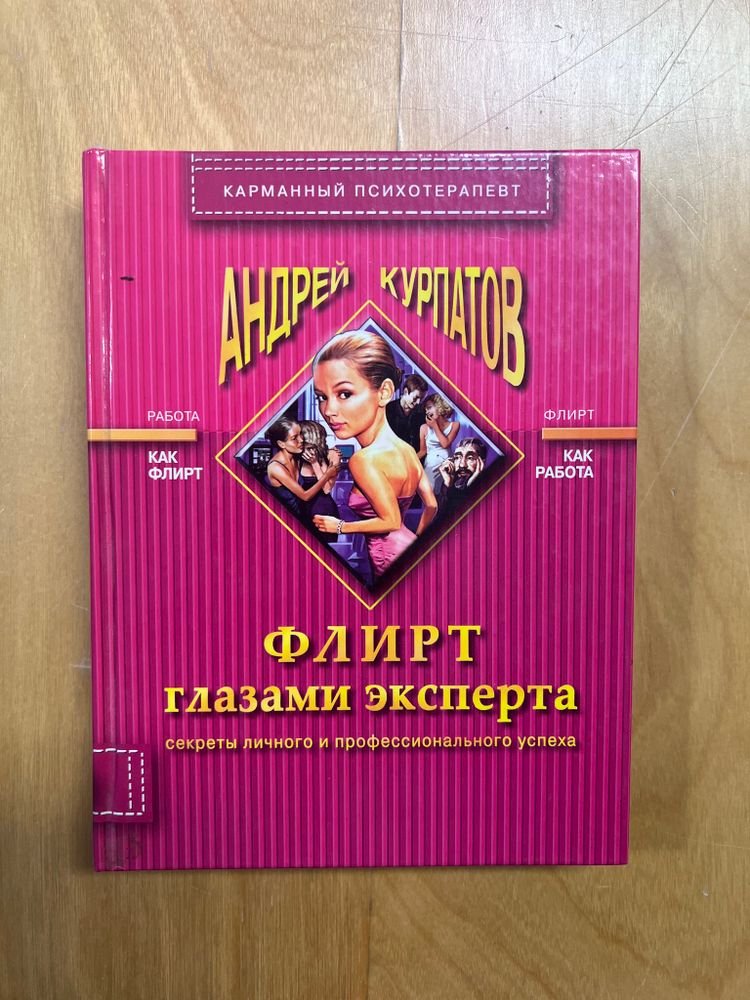 КАРМАННЫЙ ПСИХОТЕРАПЕВТ
АНДРЕЙ КУРПАТОВ
РАБОТА
КАК
ФЛИРТ
ФЛИРТ
КАК
РАБОТА
ФЛИРТ
глазами эксперта
секреты личного и профессионального успеха